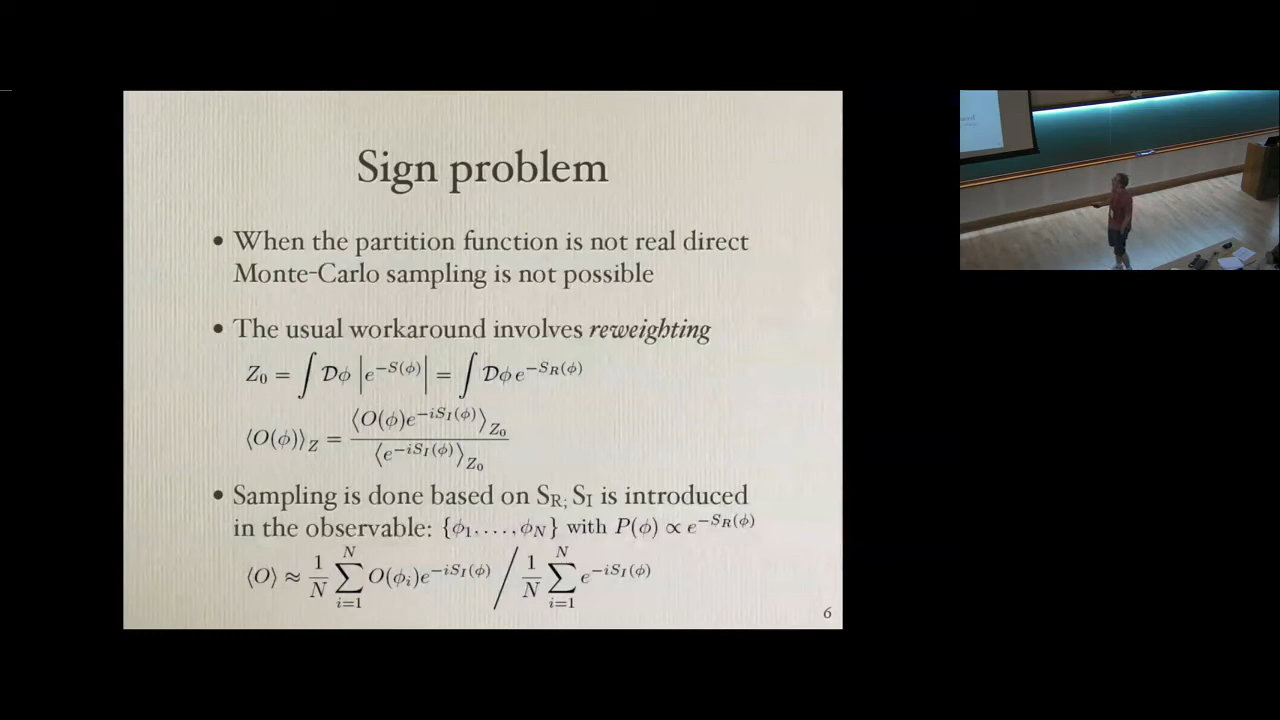 Sign problem
• When the partition function is not real direct
Monte-Carlo sampling is not possible
• The usual workaround involves reweighting
Z₀ = ∫ 𝒟ϕ |e^{−S(ϕ)}| = ∫ 𝒟ϕ e^{−S_R(ϕ)}
⟨O(ϕ)⟩_Z = ⟨O(ϕ)e^{−iS_I(ϕ)}⟩_{Z₀} / ⟨e^{−iS_I(ϕ)}⟩_{Z₀}
• Sampling is done based on S_R; S_I is introduced
in the observable: {ϕ₁, . . . , ϕ_N} with P(ϕ) ∝ e^{−S_R(ϕ)}
⟨O⟩ ≈ 1/N ∑_{i=1}^{N} O(ϕ_i)e^{−iS_I(ϕ)} / 1/N ∑_{i=1}^{N} e^{−iS_I(ϕ)}
6